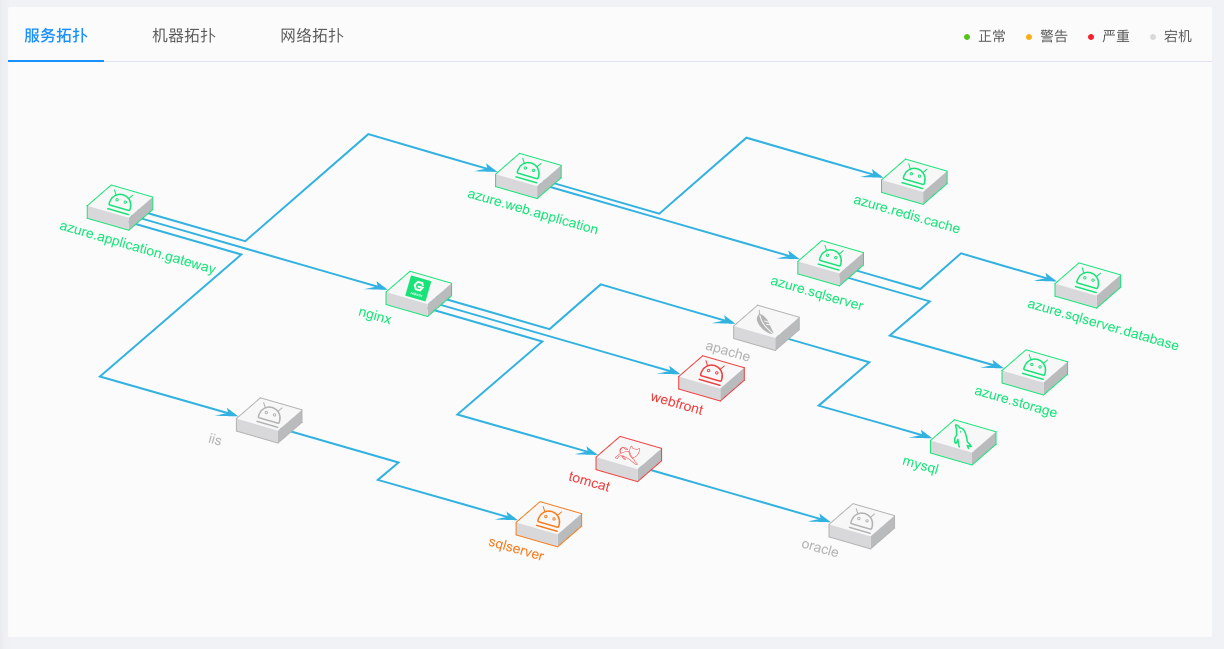 服务拓扑
机器拓扑
网络拓扑
正常
警告
严重
宕机
azure.application.gateway
azure.web.application
azure.redis.cache
azure.sqlserver
azure.sqlserver.database
nginx
apache
webfront
azure.storage
iis
tomcat
mysql
sqlserver
oracle